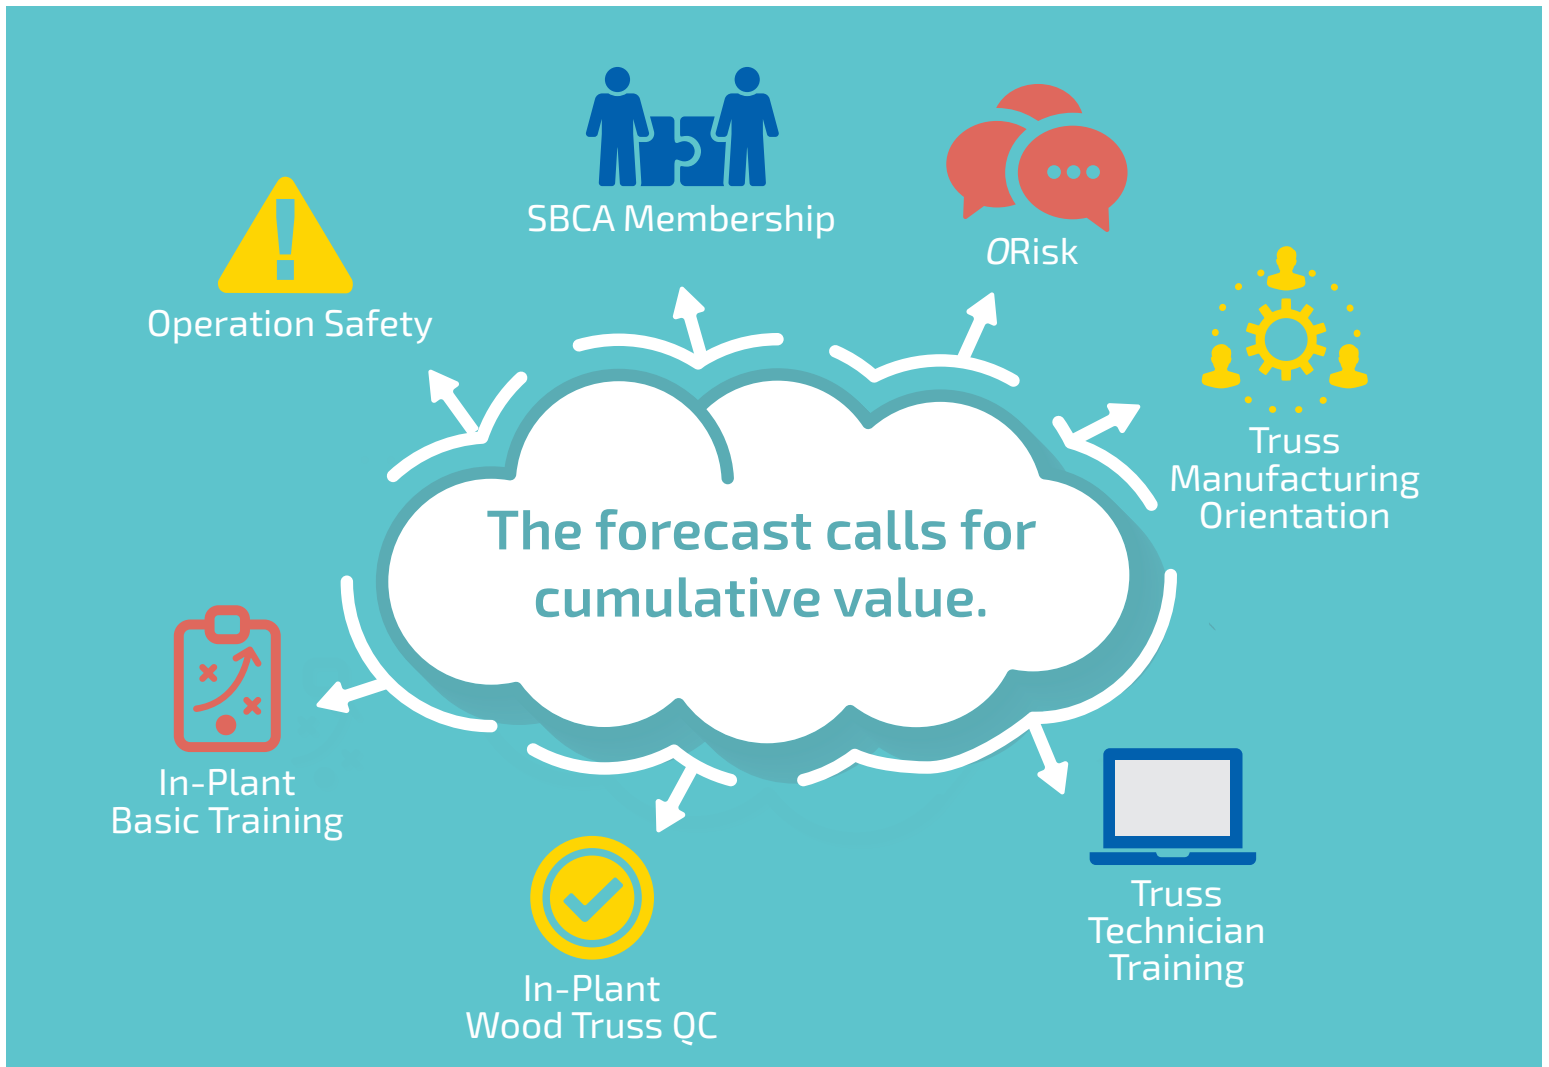 SBCA Membership
ORisk
Operation Safety
Truss
Manufacturing
Orientation
The forecast calls for
cumulative value.
In-Plant
Basic Training
Truss
Technician
Training
In-Plant
Wood Truss QC